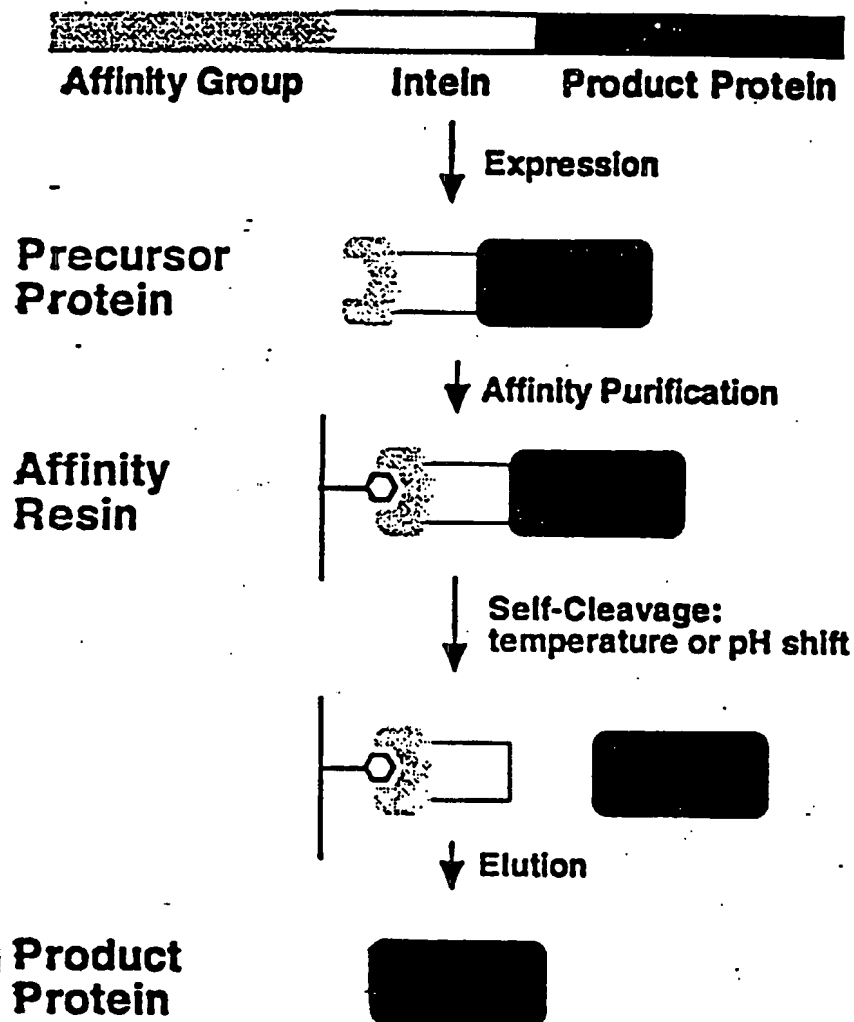 Affinity Group Intein Product Protein
Expression
Precursor
Protein
Affinity Purification
Affinity
Resin
Self-Cleavage:
temperature or pH shift
Elution
Product
Protein